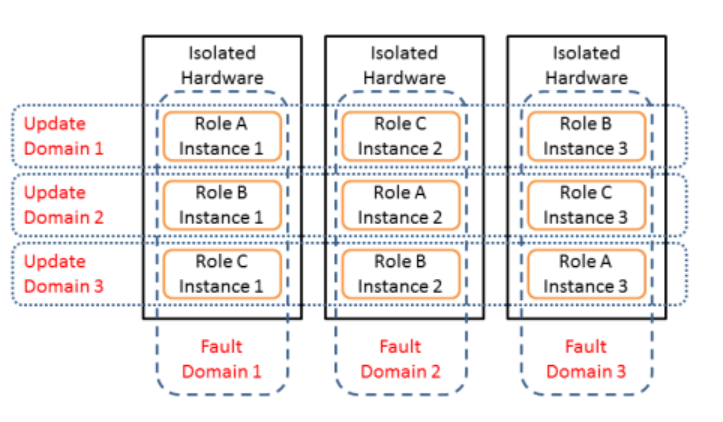 Isolated
Hardware
Isolated
Hardware
Isolated
Hardware
Update
Domain 1
Role A
Instance 1
Role C
Instance 2
Role B
Instance 3
Update
Domain 2
Role B
Instance 1
Role A
Instance 2
Role C
Instance 3
Update
Domain 3
Role C
Instance 1
Role B
Instance 2
Role A
Instance 3
Fault
Domain 1
Fault
Domain 2
Fault
Domain 3